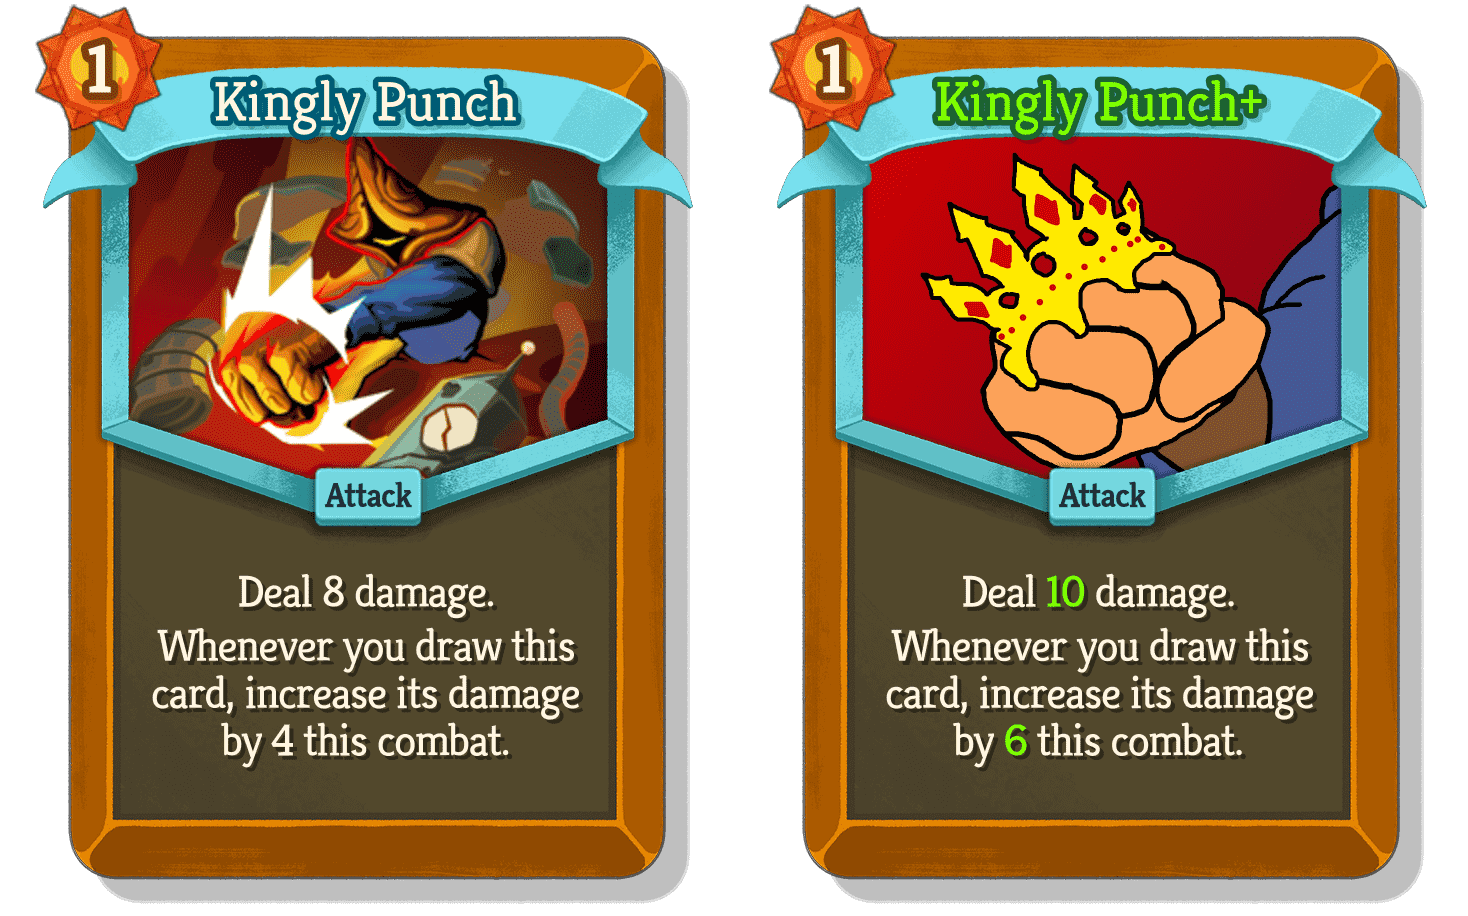 1
Kingly Punch
Attack
Deal 8 damage.
Whenever you draw this
card, increase its damage
by 4 this combat.
1
Kingly Punch+
Attack
Deal 10 damage.
Whenever you draw this
card, increase its damage
by 6 this combat.